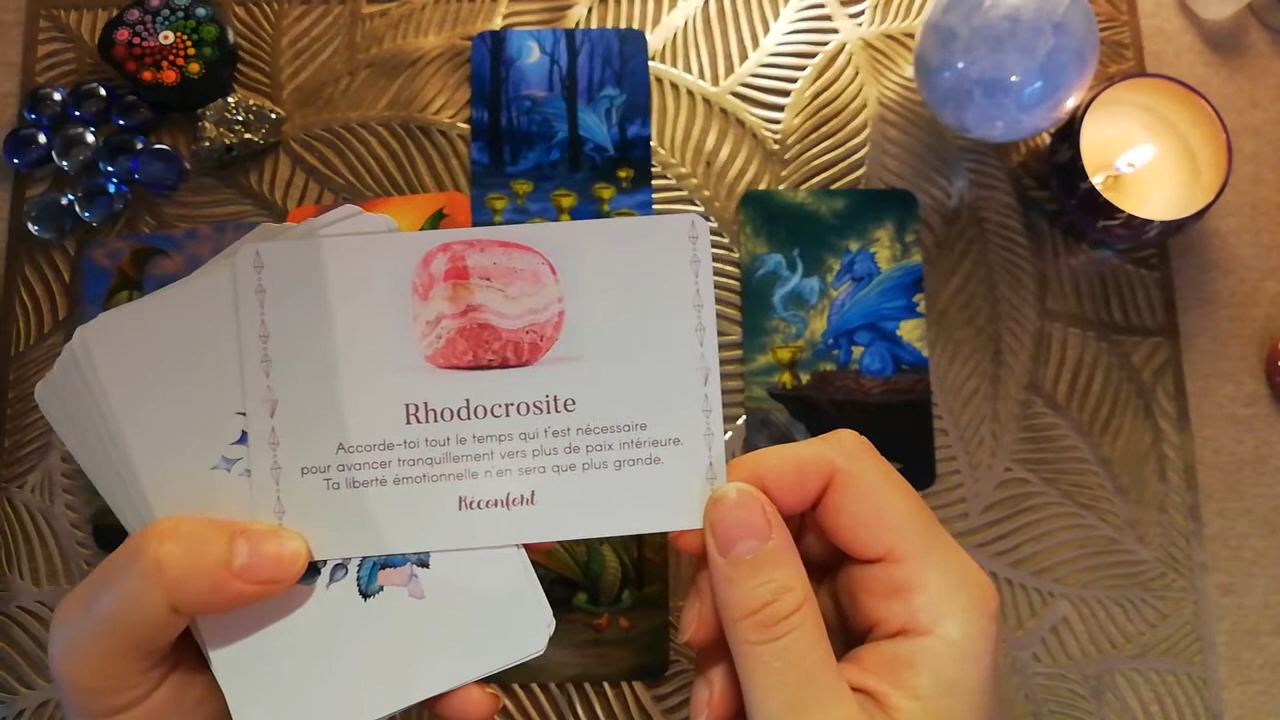 Rhodocrosite
Accorde-toi tout le temps qui t'est nécessaire
pour avancer tranquillement vers plus de paix intérieure.
Ta liberté émotionnelle n'en sera que plus grande.
Réconfort